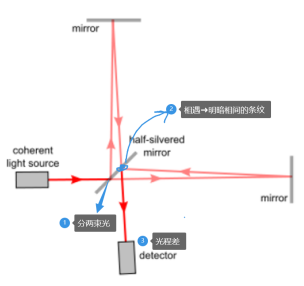 mirror
② 相遇→明暗相间的条纹
half-silvered
mirror
coherent
light source
mirror
① 分两束光
③ 光程差
detector